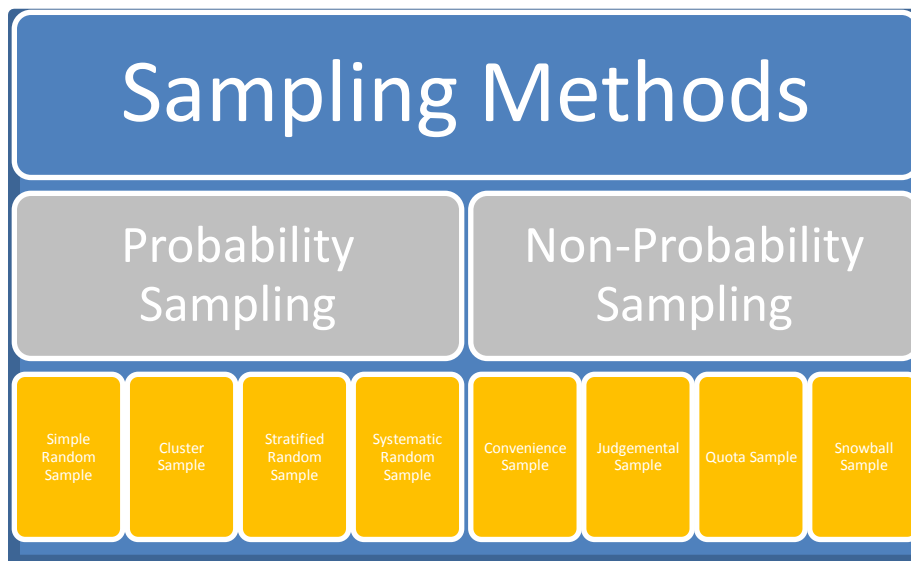 Sampling Methods
Probability
Sampling
Non-Probability
Sampling
Simple
Random
Sample
Cluster
Sample
Stratified
Random
Sample
Systematic
Random
Sample
Convenience
Sample
Judgemental
Sample
Quota Sample
Snowball
Sample